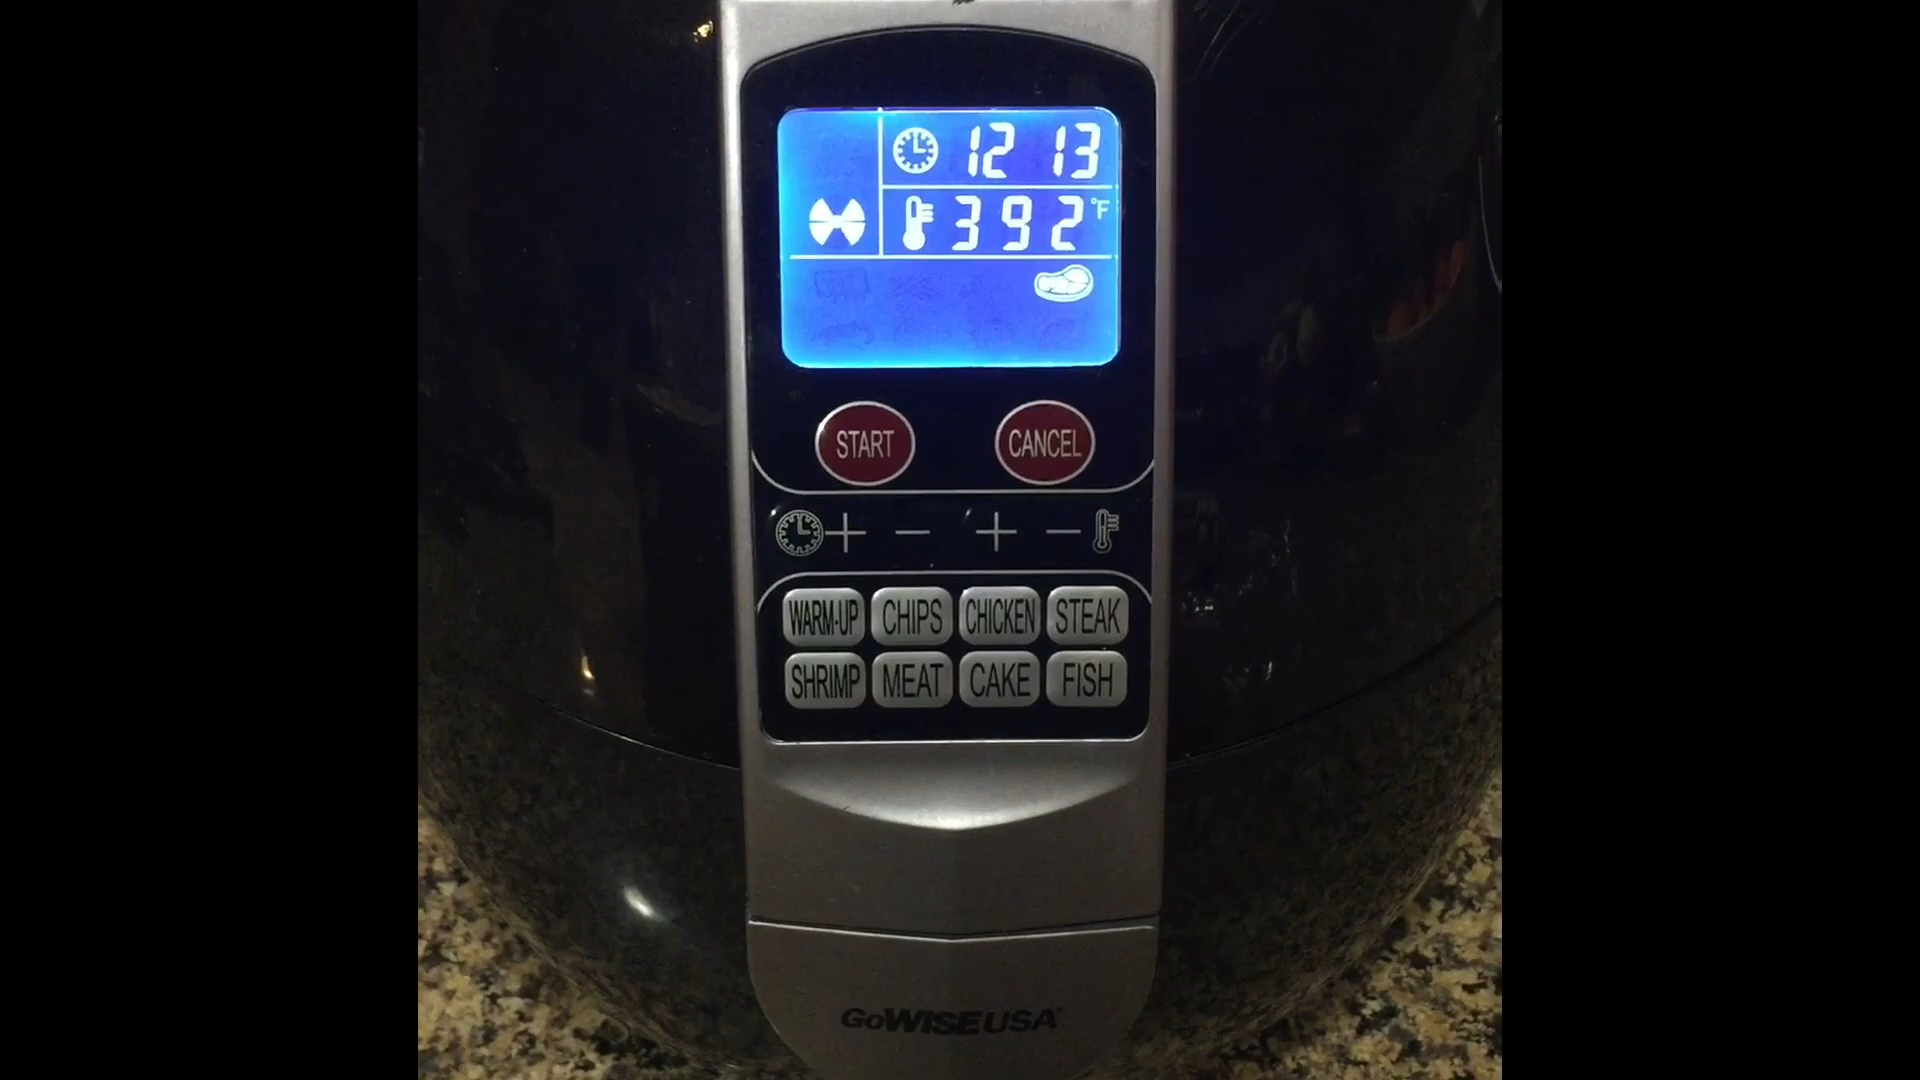 12 13
392°F
START CANCEL
+ - + -
WARM-UP CHIPS CHICKEN STEAK
SHRIMP MEAT CAKE FISH
GoWISEUSA